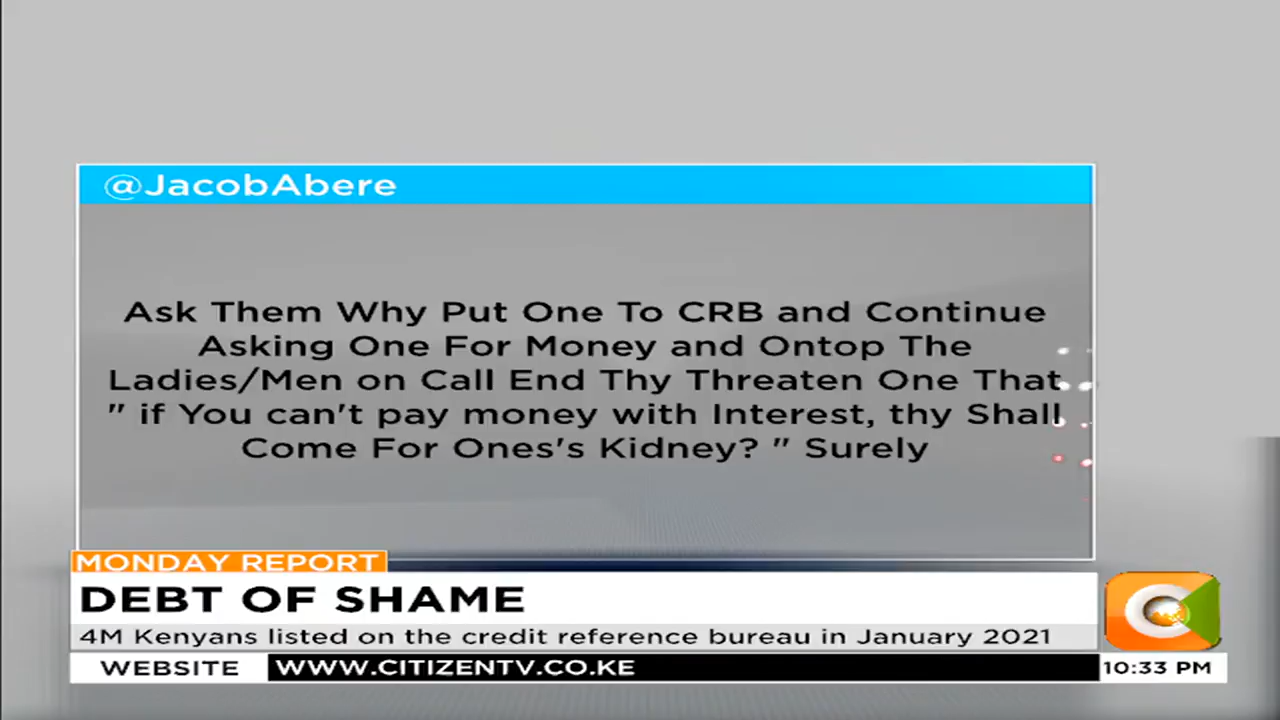 @JacobAbere
Ask Them Why Put One To CRB and Continue
Asking One For Money and Ontop The
Ladies/Men on Call End Thy Threaten One That
" if You can't pay money with Interest, thy Shall
Come For Ones's Kidney? " Surely
MONDAY REPORT
DEBT OF SHAME
4M Kenyans listed on the credit reference bureau in January 2021
WEBSITE WWW.CITIZENTV.CO.KE 10:33 PM